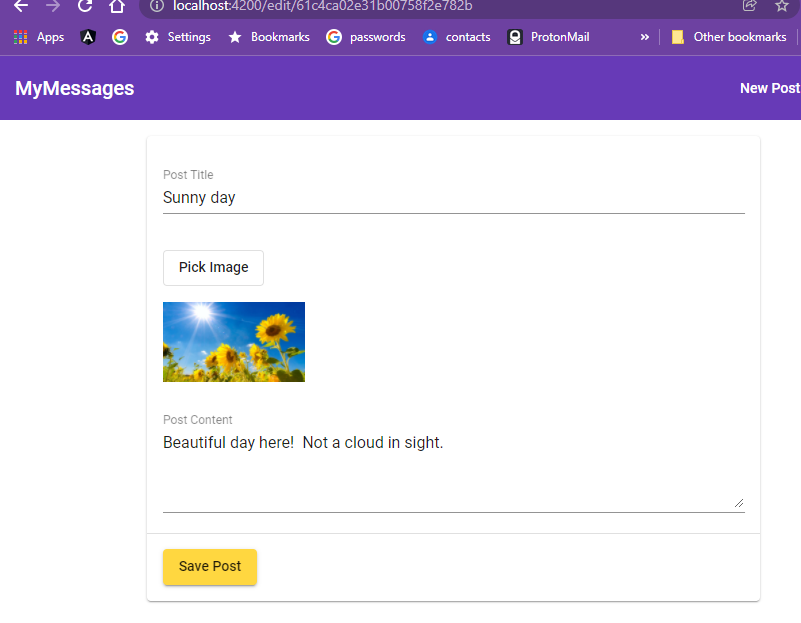 localhost:4200/edit/61c4ca02e31b00758f2e782b
Apps Settings Bookmarks passwords contacts ProtonMail » Other bookmarks
MyMessages New Post
Post Title
Sunny day
Pick Image
Post Content
Beautiful day here!  Not a cloud in sight.
Save Post